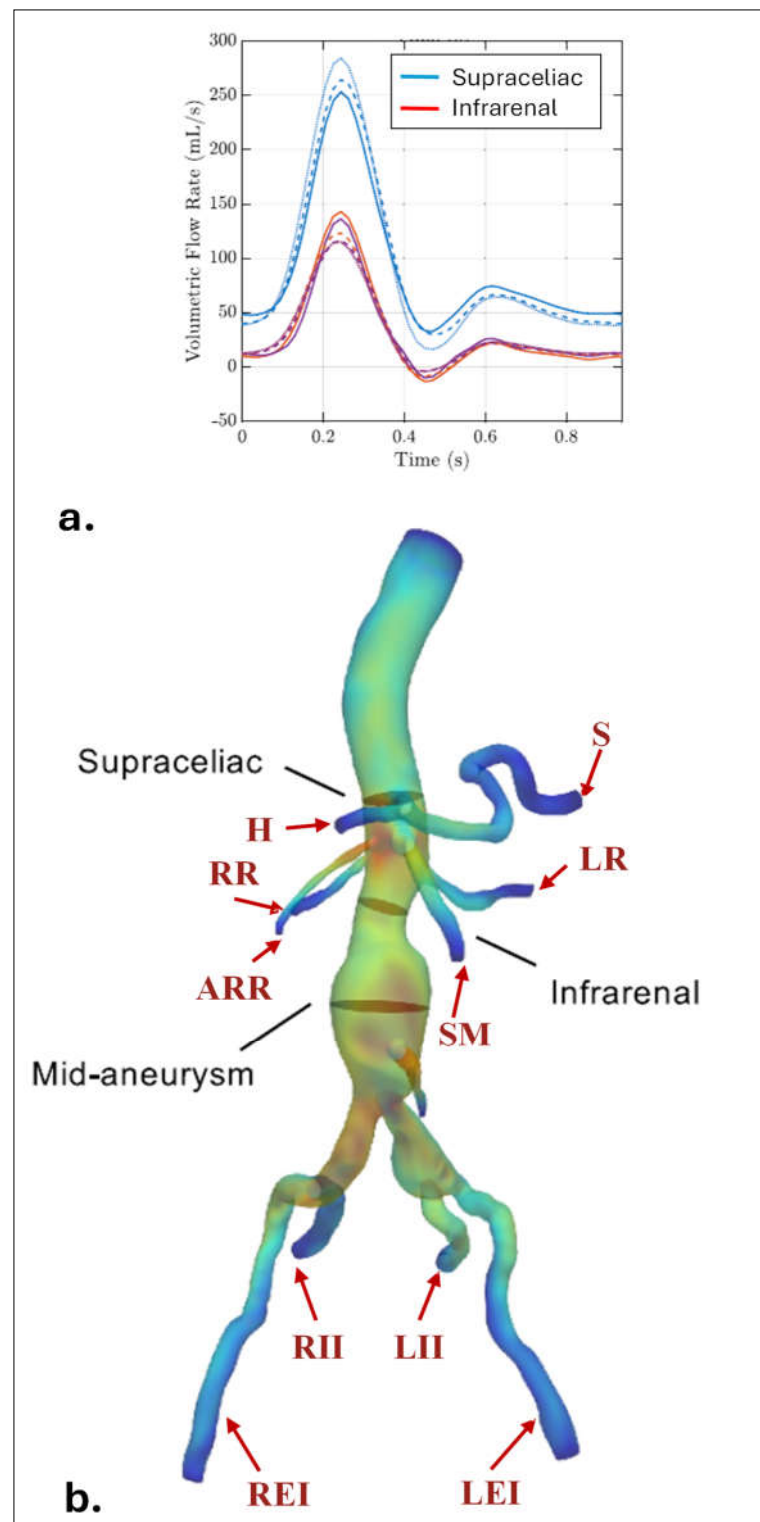 300
250
200
150
100
50
0
-50
Volumetric Flow Rate (mL/s)
Supraceliac
Infrarenal
0 0.2 0.4 0.6 0.8
Time (s)
a.
Supraceliac
S
H
LR
RR
ARR
Infrarenal
SM
Mid-aneurysm
RII
LII
REI
LEI
b.